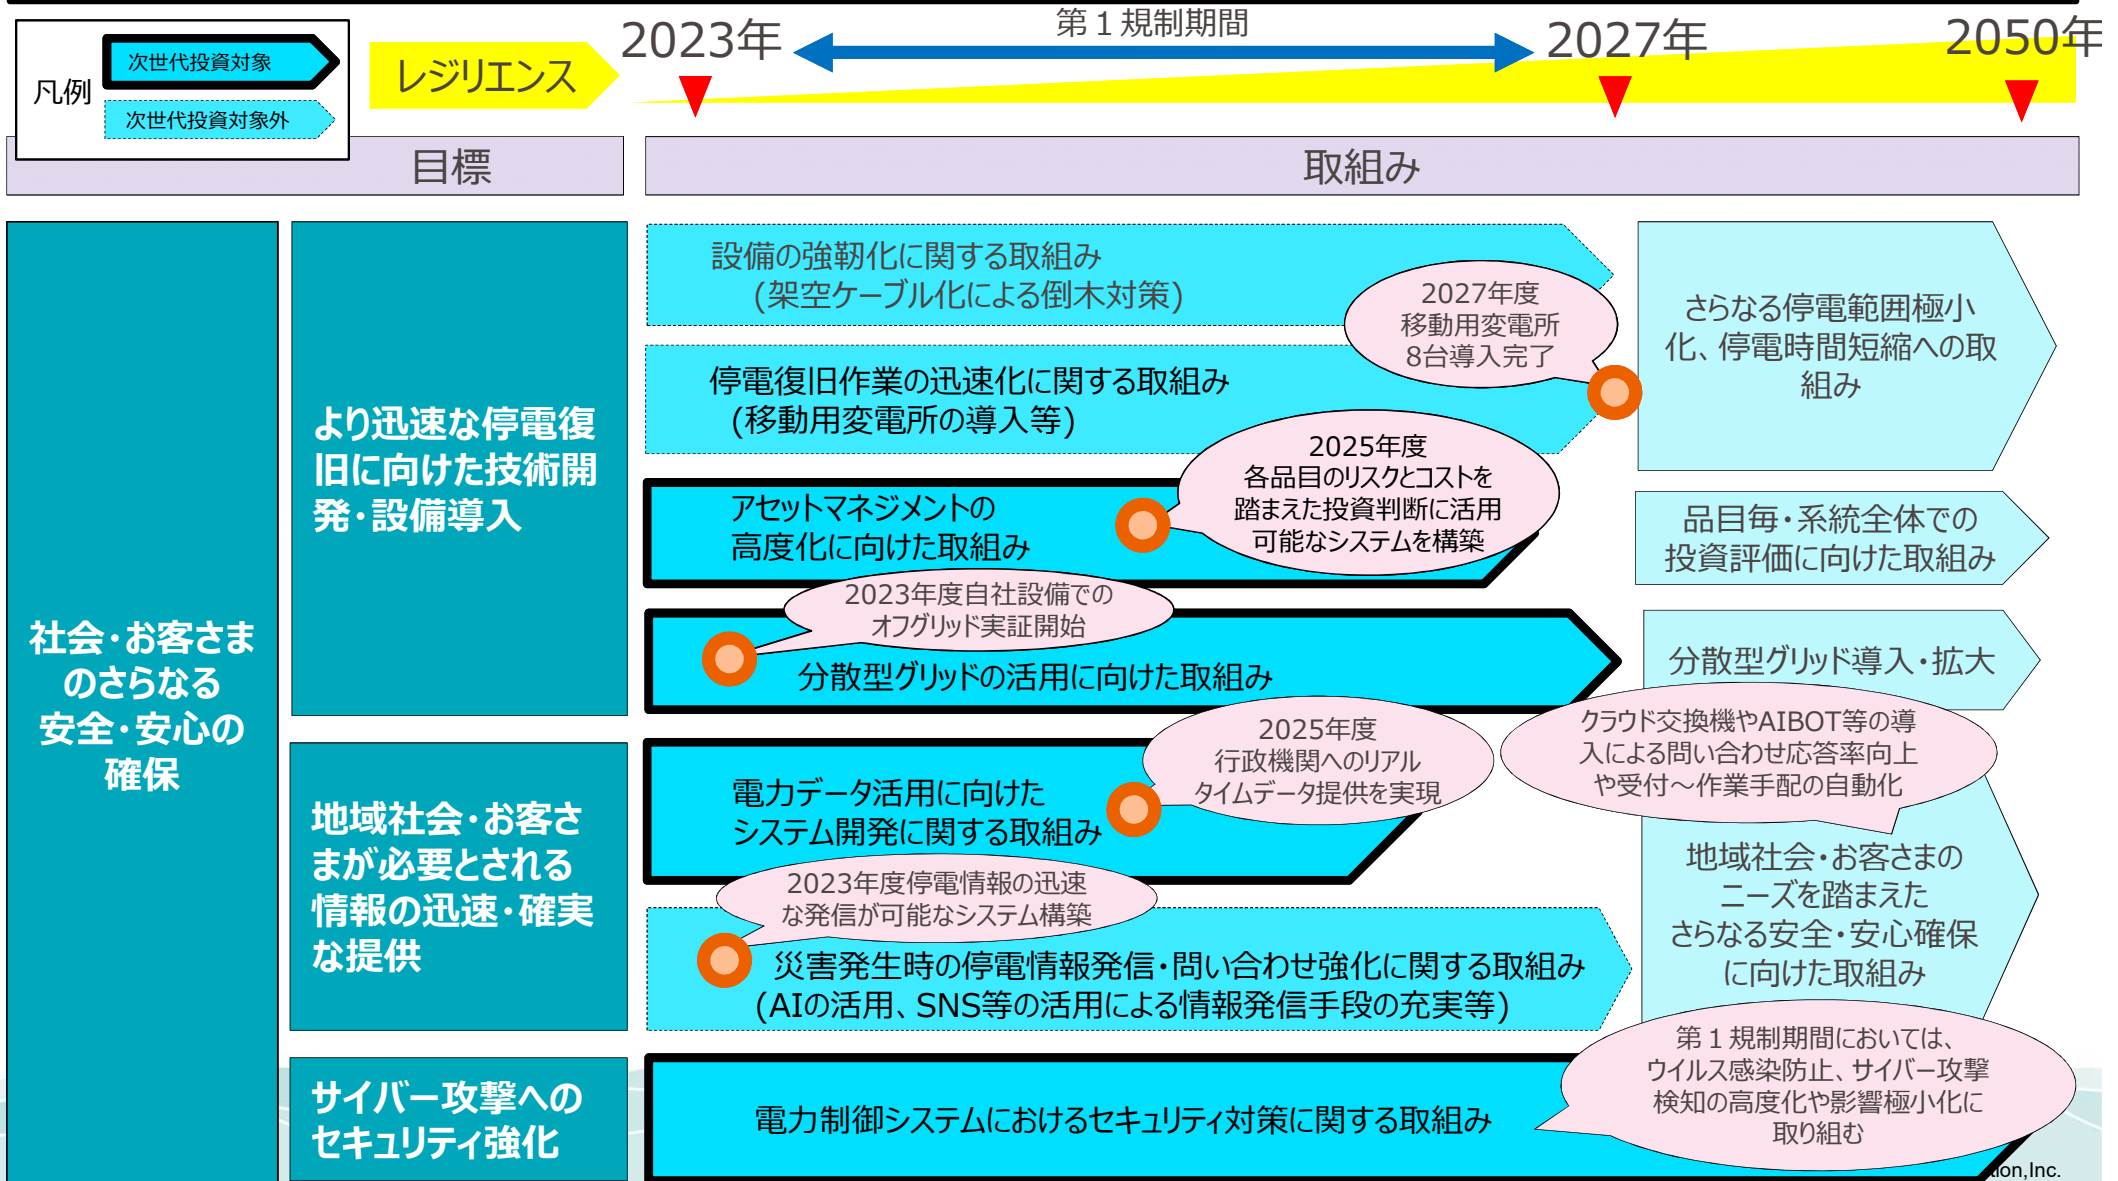 凡例
次世代投資対象
次世代投資対象外
レジリエンス
2023年
第１規制期間
2027年
2050年
目標
取組み
社会・お客さま
のさらなる
安全・安心の
確保
より迅速な停電復
旧に向けた技術開
発・設備導入
設備の強靭化に関する取組み
(架空ケーブル化による倒木対策)
2027年度
移動用変電所
8台導入完了
さらなる停電範囲極小
化、停電時間短縮への取
組み
停電復旧作業の迅速化に関する取組み
(移動用変電所の導入等)
2025年度
各品目のリスクとコストを
踏まえた投資判断に活用
可能なシステムを構築
アセットマネジメントの
高度化に向けた取組み
品目毎・系統全体での
投資評価に向けた取組み
2023年度自社設備での
オフグリッド実証開始
分散型グリッドの活用に向けた取組み
分散型グリッド導入・拡大
地域社会・お客さ
まが必要とされる
情報の迅速・確実
な提供
電力データ活用に向けた
システム開発に関する取組み
2025年度
行政機関へのリアル
タイムデータ提供を実現
クラウド交換機やAIBOT等の導
入による問い合わせ応答率向上
や受付～作業手配の自動化
2023年度停電情報の迅速
な発信が可能なシステム構築
災害発生時の停電情報発信・問い合わせ強化に関する取組み
(AIの活用、SNS等の活用による情報発信手段の充実等)
地域社会・お客さまの
ニーズを踏まえた
さらなる安全・安心確保
に向けた取組み
サイバー攻撃への
セキュリティ強化
電力制御システムにおけるセキュリティ対策に関する取組み
第１規制期間においては、
ウイルス感染防止、サイバー攻撃
検知の高度化や影響極小化に
取り組む
,Inc.